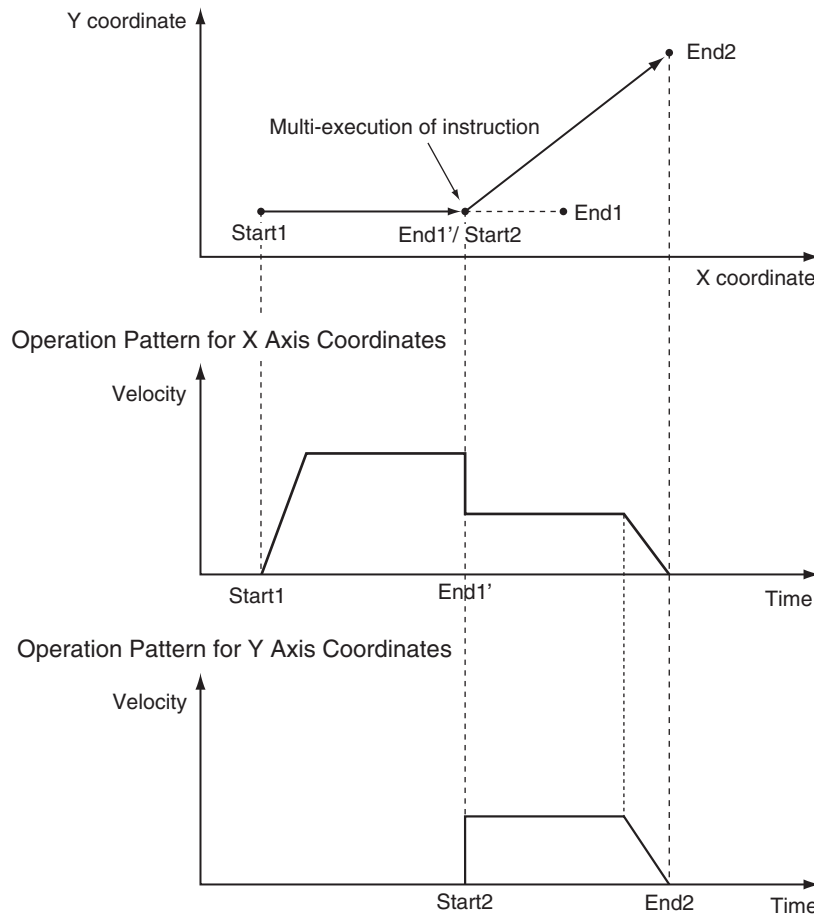 Y coordinate
End2
Multi-execution of instruction
Start1
End1'/ Start2
End1
X coordinate
Operation Pattern for X Axis Coordinates
Velocity
Start1
End1'
Time
Operation Pattern for Y Axis Coordinates
Velocity
Start2
End2
Time